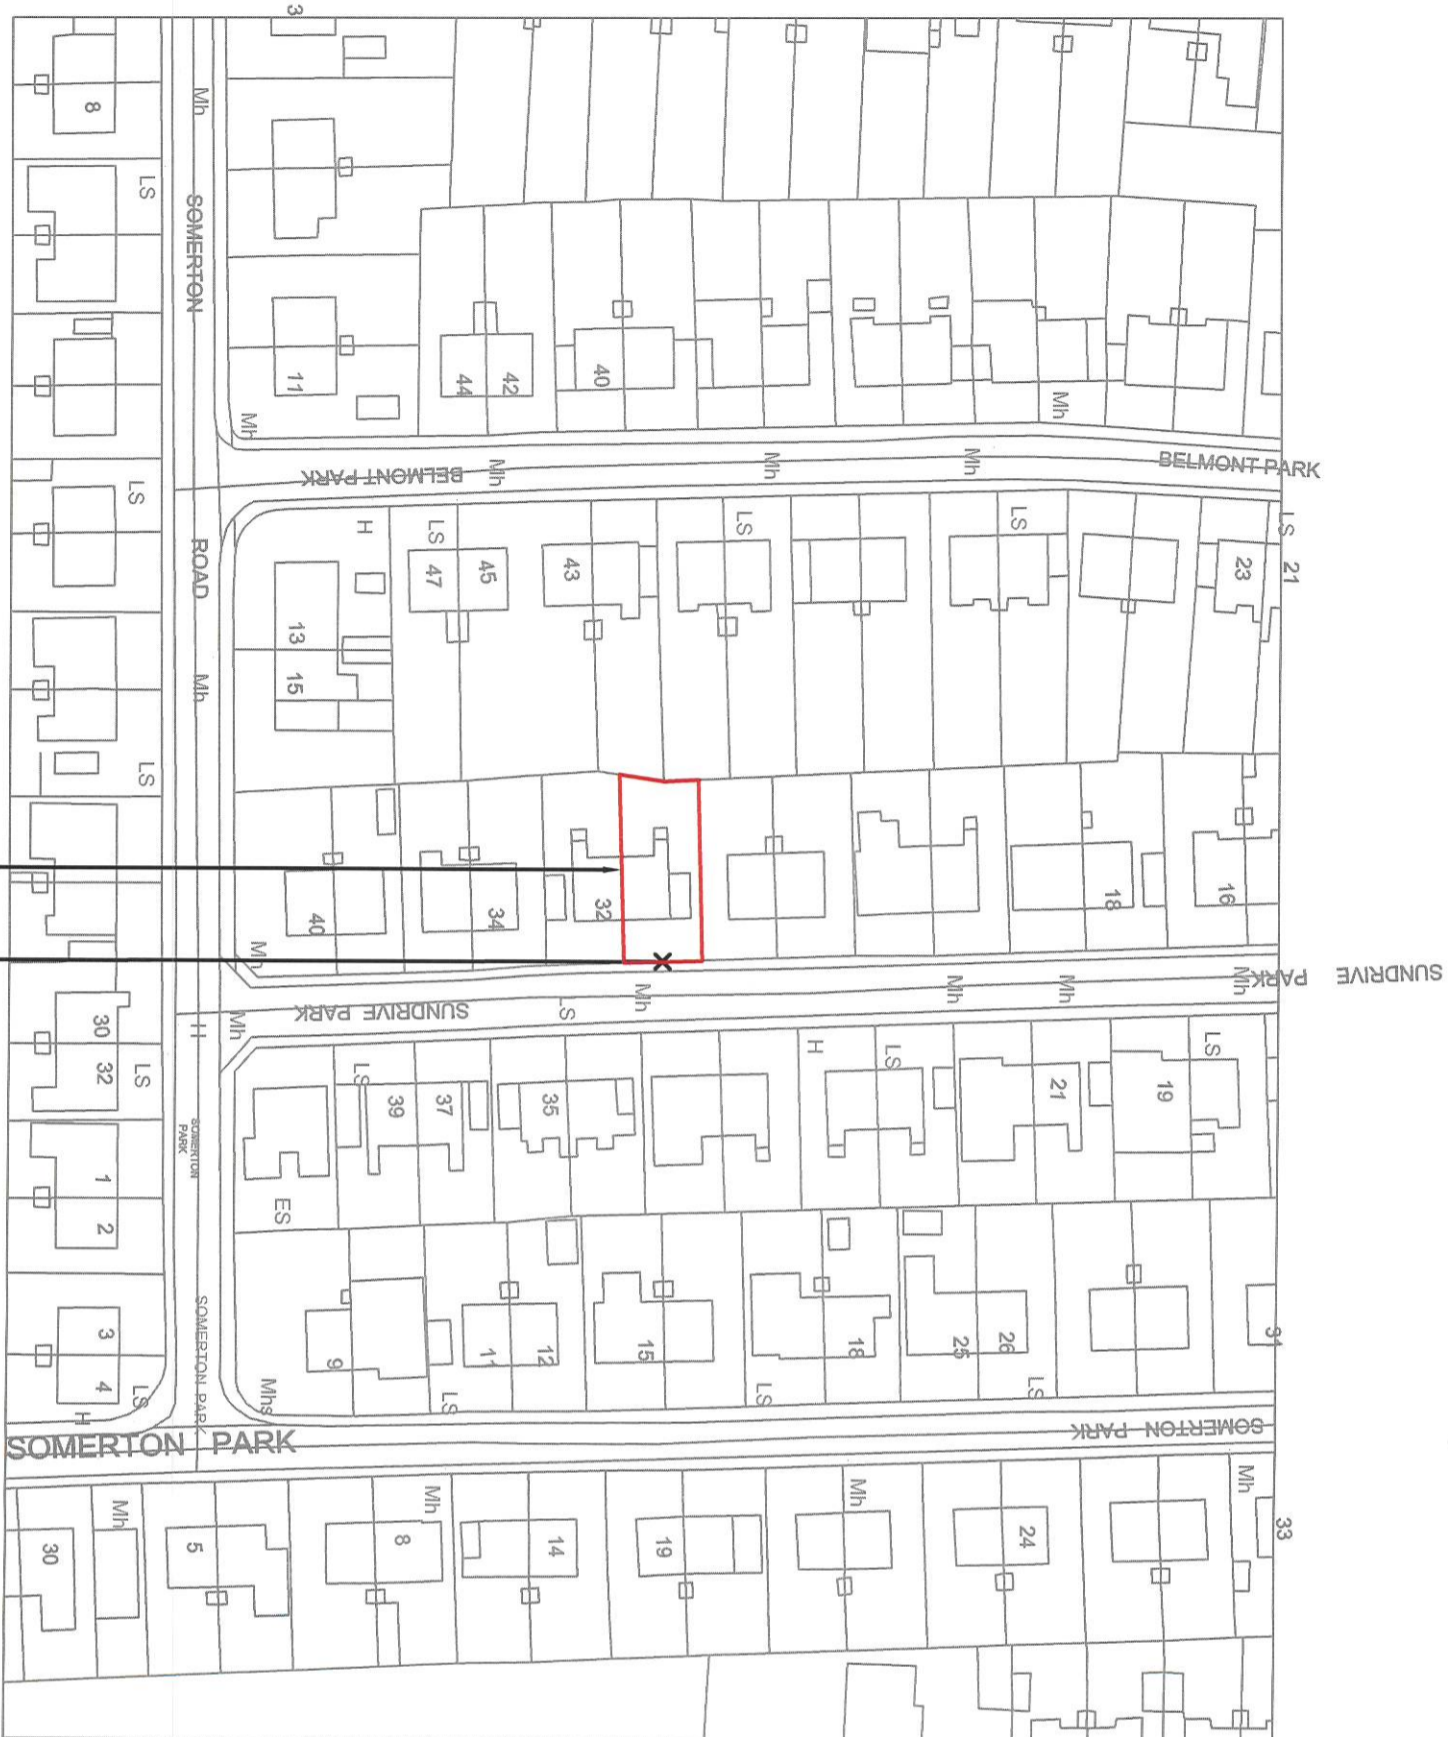 3
8
Mh
LS
SOMERTON
11
44
42
40
Mh
Mh
BELMONT PARK
Mh
Mh
Mh
BELMONT PARK
LS
ROAD
H
LS
47
45
43
LS
LS
LS
21
23
13
15
Mh
LS
40
34
32
18
16
Mh
SUNDRIVE PARK
Mh
Mh
Mh
Mh
PARK
SUNDRIVE
H
Mh
LS
30
32
LS
39
37
35
H
LS
21
19
LS
SOMERTON
PARK
1
2
ES
SOMERTON PARK
3
4
LS
H
9
Mhs
11
12
LS
15
18
LS
25
26
LS
31
SOMERTON PARK
SOMERTON PARK
30
Mh
5
8
Mh
14
19
Mh
24
Mh
33